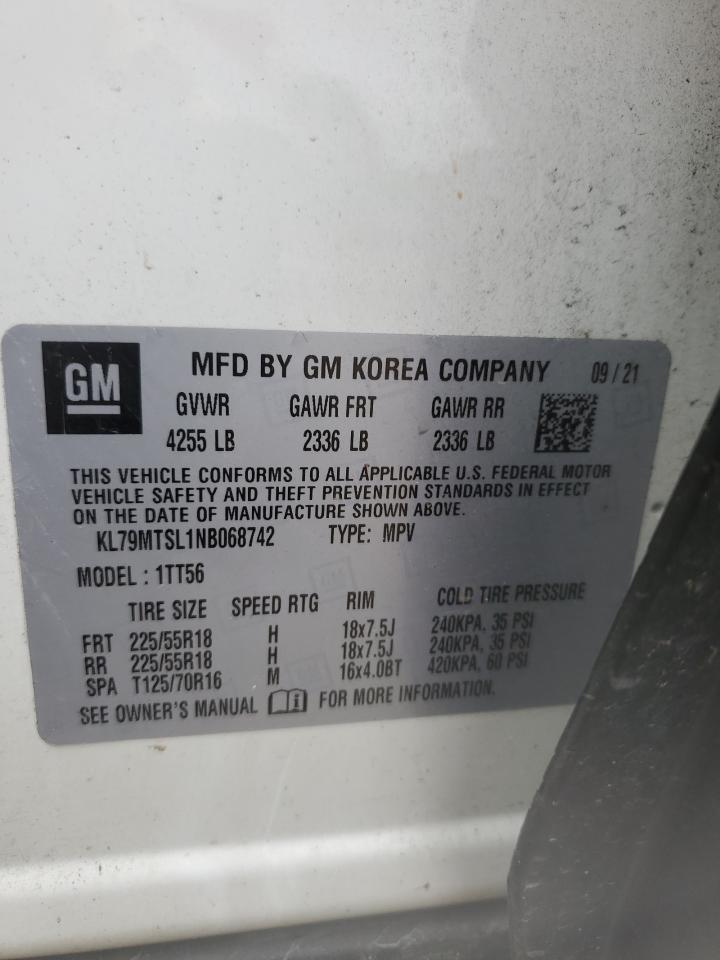 GM MFD BY GM KOREA COMPANY 09/21
GVWR GAWR FRT GAWR RR
4255 LB 2336 LB 2336 LB
THIS VEHICLE CONFORMS TO ALL APPLICABLE U.S. FEDERAL MOTOR
VEHICLE SAFETY AND THEFT PREVENTION STANDARDS IN EFFECT
ON THE DATE OF MANUFACTURE SHOWN ABOVE.
KL79MTSL1NB068742 TYPE: MPV
MODEL : 1TT56
TIRE SIZE SPEED RTG RIM COLD TIRE PRESSURE
FRT 225/55R18 H 18x7.5J 240KPA, 35 PSI
RR 225/55R18 H 18x7.5J 240KPA, 35 PSI
SPA T125/70R16 M 16x4.0BT 420KPA, 60 PSI
SEE OWNER'S MANUAL FOR MORE INFORMATION.